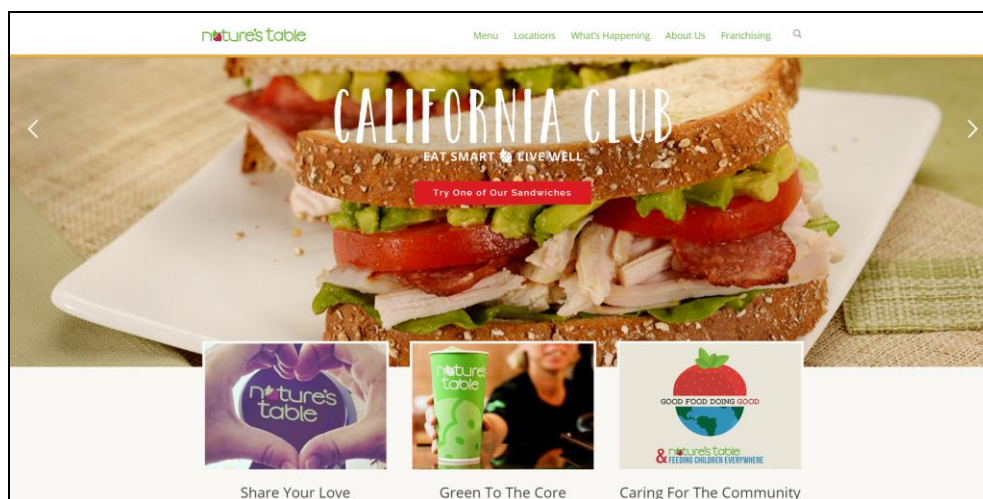 nature's table
Menu Locations What's Happening About Us Franchising
CALIFORNIA CLUB
EAT SMART LIVE WELL
Try One of Our Sandwiches
nature's
table
nature's
table
GOOD FOOD DOING GOOD
& nature's table
FEEDING CHILDREN EVERYWHERE
Share Your Love Green To The Core Caring For The Community